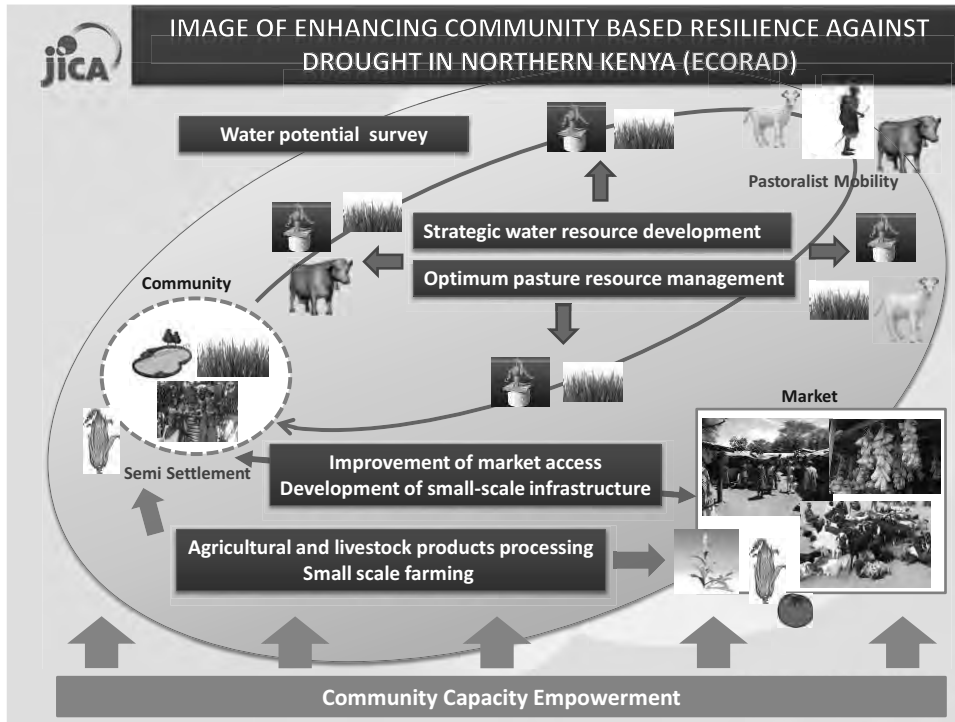 jica
IMAGE OF ENHANCING COMMUNITY BASED RESILIENCE AGAINST
DROUGHT IN NORTHERN KENYA (ECORAD)
Water potential survey
Pastoralist Mobility
Strategic water resource development
Optimum pasture resource management
Community
Market
Semi Settlement
Improvement of market access
Development of small-scale infrastructure
Agricultural and livestock products processing
Small scale farming
Community Capacity Empowerment